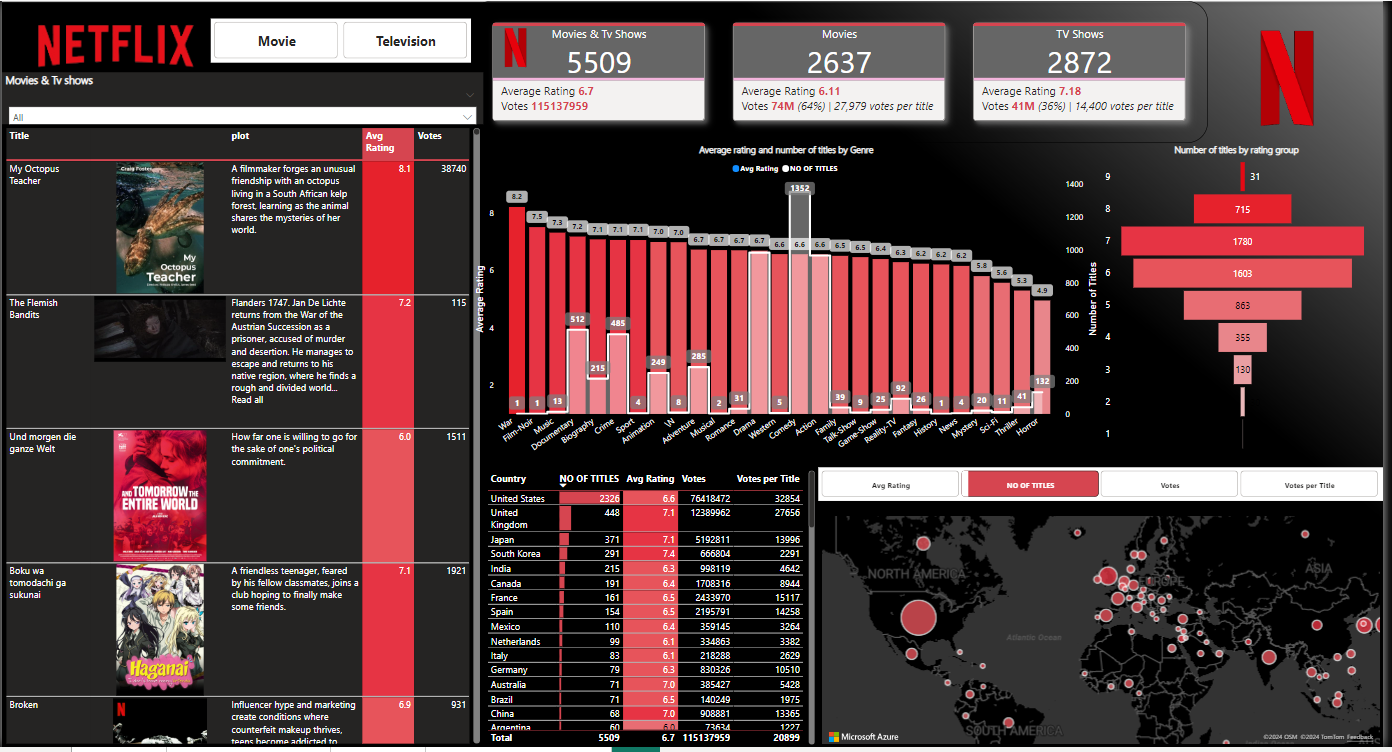 NETFLIX
Movie
Television
Movies & Tv shows
All
Title
plot
Avg
Rating
Votes
My Octopus
Teacher
Craig Foster
My
Octopus
Teacher
A filmmaker forges an unusual
friendship with an octopus
living in a South African kelp
forest, learning as the animal
shares the mysteries of her
world.
8.1
38740
The Flemish
Bandits
Flanders 1747. Jan De Lichte
returns from the War of the
Austrian Succession as a
prisoner, accused of murder
and desertion. He manages to
escape and returns to his
native region, where he finds a
rough and divided world...
Read all
7.2
115
Und morgen die
ganze Welt
AND TOMORROW THE
ENTIRE WORLD
How far one is willing to go for
the sake of one's political
commitment.
6.0
1511
Boku wa
tomodachi ga
sukunai
Haganai
A friendless teenager, feared
by his fellow classmates, joins a
club hoping to finally make
some friends.
7.1
1921
Broken
N
Influencer hype and marketing
create conditions where
counterfeit makeup thrives,
teens become addicted to
6.9
931
N
Movies & Tv Shows
5509
Average Rating 6.7
Votes 115137959
Movies
2637
Average Rating 6.11
Votes 74M (64%) | 27,979 votes per title
TV Shows
2872
Average Rating 7.18
Votes 41M (36%) | 14,400 votes per title
N
Average rating and number of titles by Genre
Avg Rating NO OF TITLES
Average Rating
8
6
4
2
8.2 7.5 7.3 7.2 7.1 7.1 7.1 7.0 7.0 6.7 6.7 6.7 6.7 6.6 6.6 6.6 6.5 6.5 6.4 6.3 6.2 6.2 6.2 5.8 5.6 5.3 4.9
1 1 13 512 215 485 4 249 8 285 2 31 5 1352 39 9 25 92 26 1 4 20 11 41 132
War Film-Noir Music Documentary Biography Crime Sport Animation \N Adventure Musical Romance Drama Western Comedy Action Family Talk-Show Game-Show Reality-TV Fantasy History News Mystery Sci-Fi Thriller Horror
1400
1200
1000
800
600
400
200
0
Number of Titles
Number of titles by rating group
9 31
8 715
7 1780
6 1603
5 863
4 355
3 130
2
1
Country NO OF TITLES Avg Rating Votes Votes per Title
United States 2326 6.6 76418472 32854
United
Kingdom 448 7.1 12389962 27656
Japan 371 7.1 5192811 13996
South Korea 291 7.4 666804 2291
India 215 6.3 998119 4642
Canada 191 6.4 1708316 8944
France 161 6.5 2433970 15117
Spain 154 6.5 2195791 14258
Mexico 110 6.4 359145 3264
Netherlands 99 6.1 334863 3382
Italy 83 6.1 218288 2629
Germany 79 6.3 830326 10510
Australia 71 7.0 385427 5428
Brazil 71 6.5 140249 1975
China 68 7.0 908881 13365
Argentina 60 6.0 73634 1227
Total 5509 6.7 115137959 20899
Avg Rating
NO OF TITLES
Votes
Votes per Title
NORTH AMERICA
EUROPE
ASIA
Atlantic Ocean
SOUTH AMERICA
Microsoft Azure
©2024 OSM ©2024 TomTom Feedback